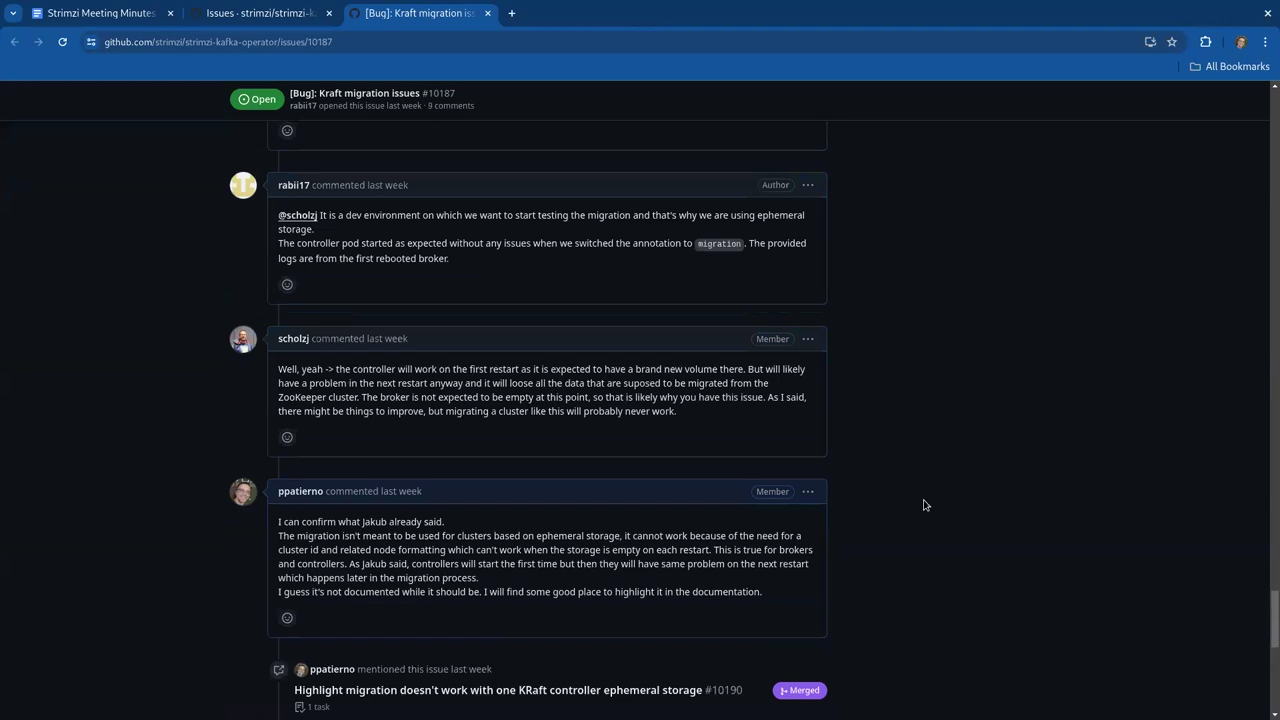 Strimzi Meeting Minutes
Issues · strimzi/strimzi-k
[Bug]: Kraft migration iss
github.com/strimzi/strimzi-kafka-operator/issues/10187
All Bookmarks
Open
[Bug]: Kraft migration issues #10187
rabii17 opened this issue last week · 9 comments
rabii17 commented last week
Author
@scholzj It is a dev environment on which we want to start testing the migration and that's why we are using ephemeral
storage.
The controller pod started as expected without any issues when we switched the annotation to migration. The provided
logs are from the first rebooted broker.
scholzj commented last week
Member
Well, yeah -> the controller will work on the first restart as it is expected to have a brand new volume there. But will likely
have a problem in the next restart anyway and it will loose all the data that are suposed to be migrated from the
ZooKeeper cluster. The broker is not expected to be empty at this point, so that is likely why you have this issue. As I said,
there might be things to improve, but migrating a cluster like this will probably never work.
ppatierno commented last week
Member
I can confirm what Jakub already said.
The migration isn't meant to be used for clusters based on ephemeral storage, it cannot work because of the need for a
cluster id and related node formatting which can't work when the storage is empty on each restart. This is true for brokers
and controllers. As Jakub said, controllers will start the first time but then they will have same problem on the next restart
which happens later in the migration process.
I guess it's not documented while it should be. I will find some good place to highlight it in the documentation.
ppatierno mentioned this issue last week
Highlight migration doesn't work with one KRaft controller ephemeral storage #10190
Merged
1 task